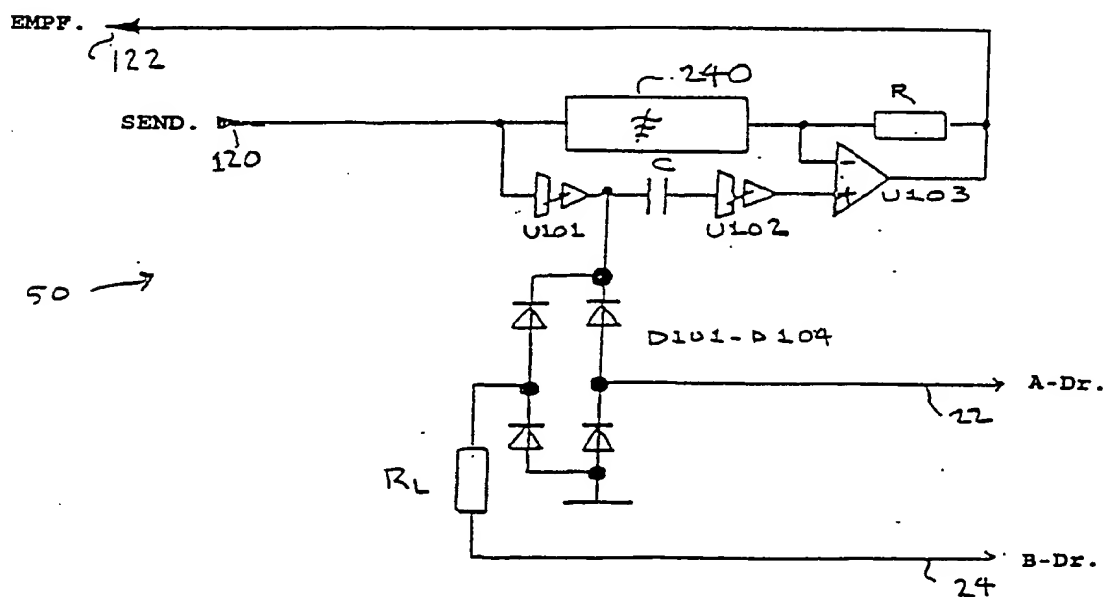 EMPF.
122
240
SEND.
120
R
C
-
+
U101
U102
U103
50
D101-D104
A-Dr.
22
RL
B-Dr.
24